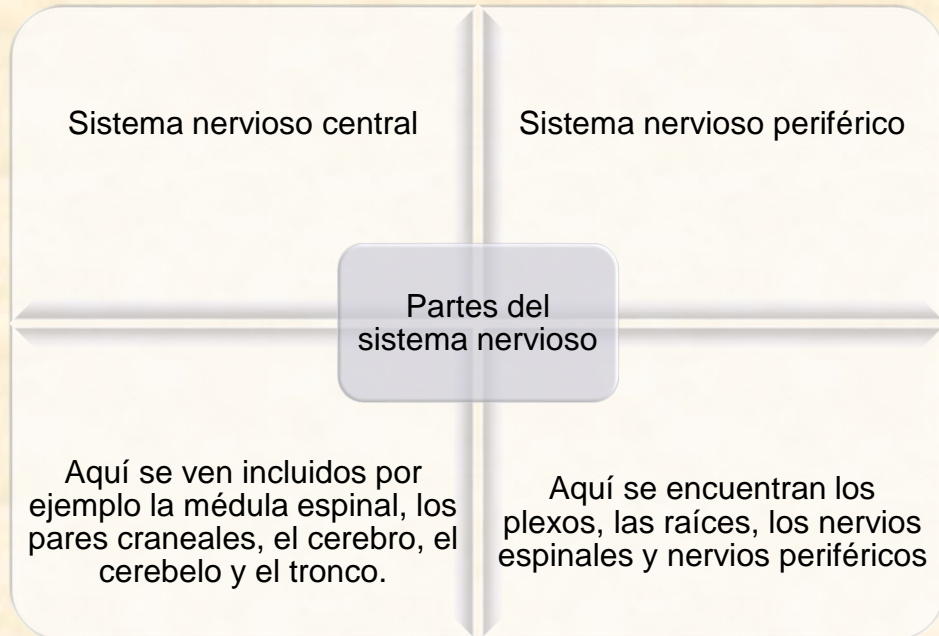 Sistema nervioso central
Sistema nervioso periférico
Partes del
sistema nervioso
Aquí se ven incluidos por
ejemplo la médula espinal, los
pares craneales, el cerebro, el
cerebelo y el tronco.
Aquí se encuentran los
plexos, las raíces, los nervios
espinales y nervios periféricos